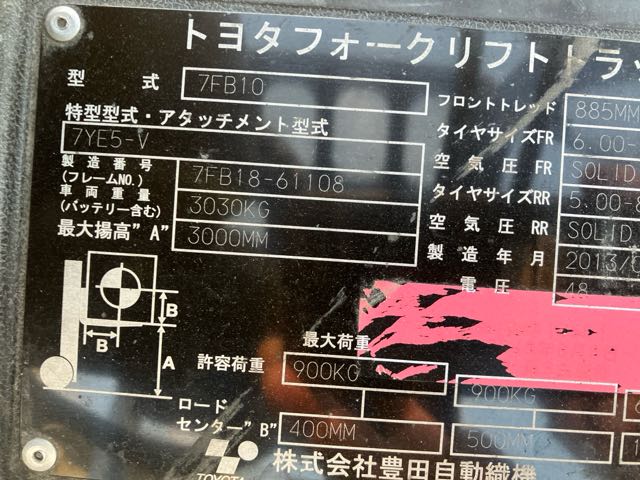 トヨタフォークリフトトラッ
型 式 7FB10
特型型式・アタッチメント型式
7YE5-V
製造番号
(フレームNO.) 7FB18-61108
車両重量
(バッテリー含む) 3030KG
最大揚高"A" 3000MM
フロントトレッド 885MM
タイヤサイズFR 6.00-
空気圧FR SOLID
タイヤサイズRR 5.00-8
空気圧RR SOLID
製造年月 2013/0
電圧 48
B
B
A
最大荷重
許容荷重 900KG 900KG 6
ロード
センター"B" 400MM 500MM 1
TOYOTA 株式会社豊田自動織機